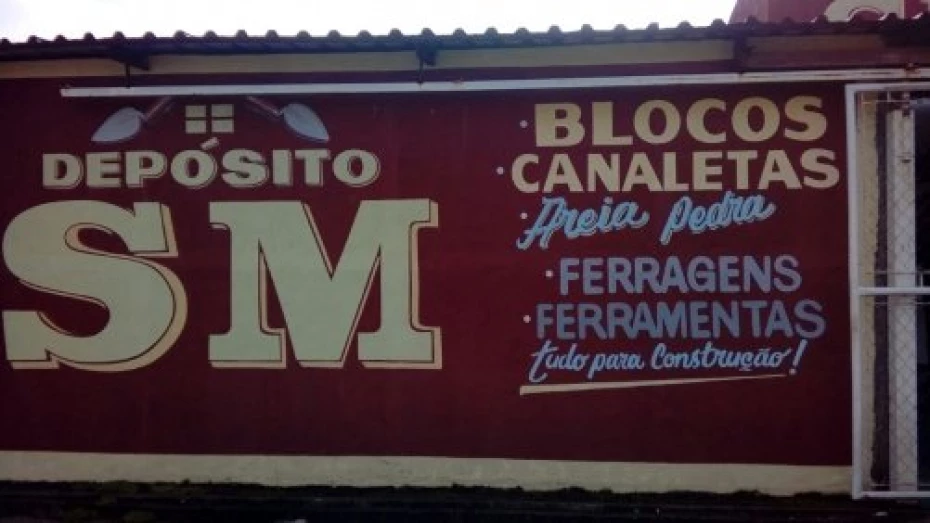 DEPÓSITO
SM
• BLOCOS
• CANALETAS
• Areia Pedra
• FERRAGENS
• FERRAMENTAS
tudo para Construção!